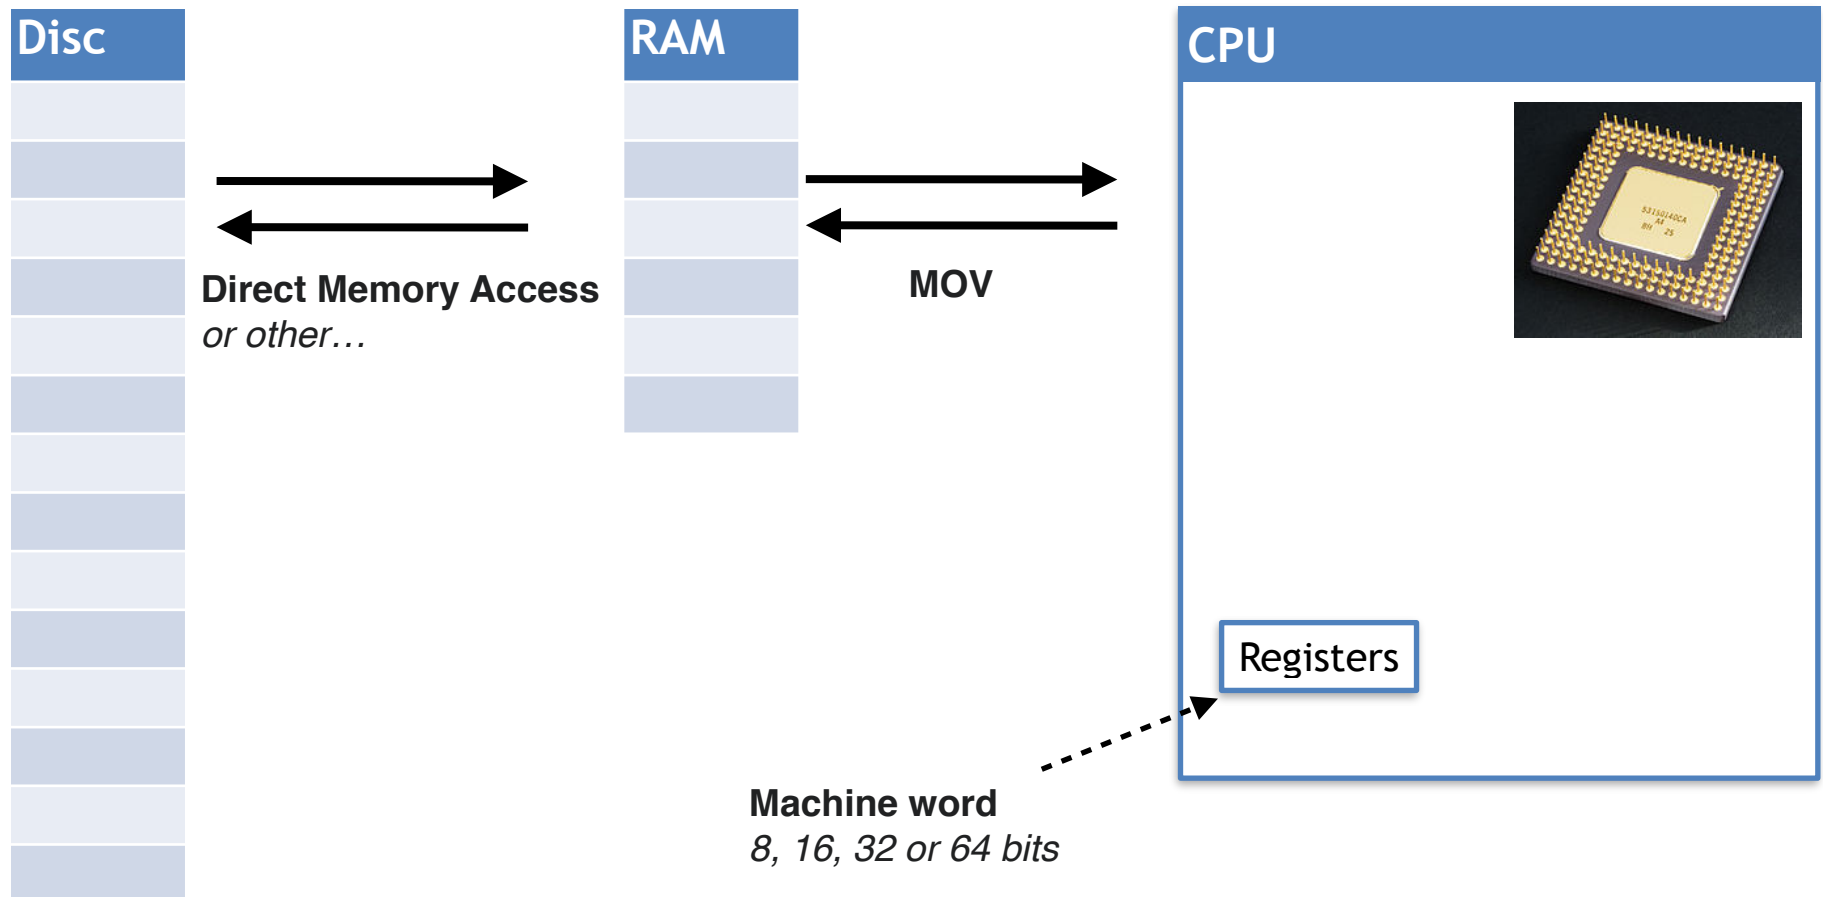 Disc
RAM
CPU
Direct Memory Access
or other…
MOV
Registers
Machine word
8, 16, 32 or 64 bits